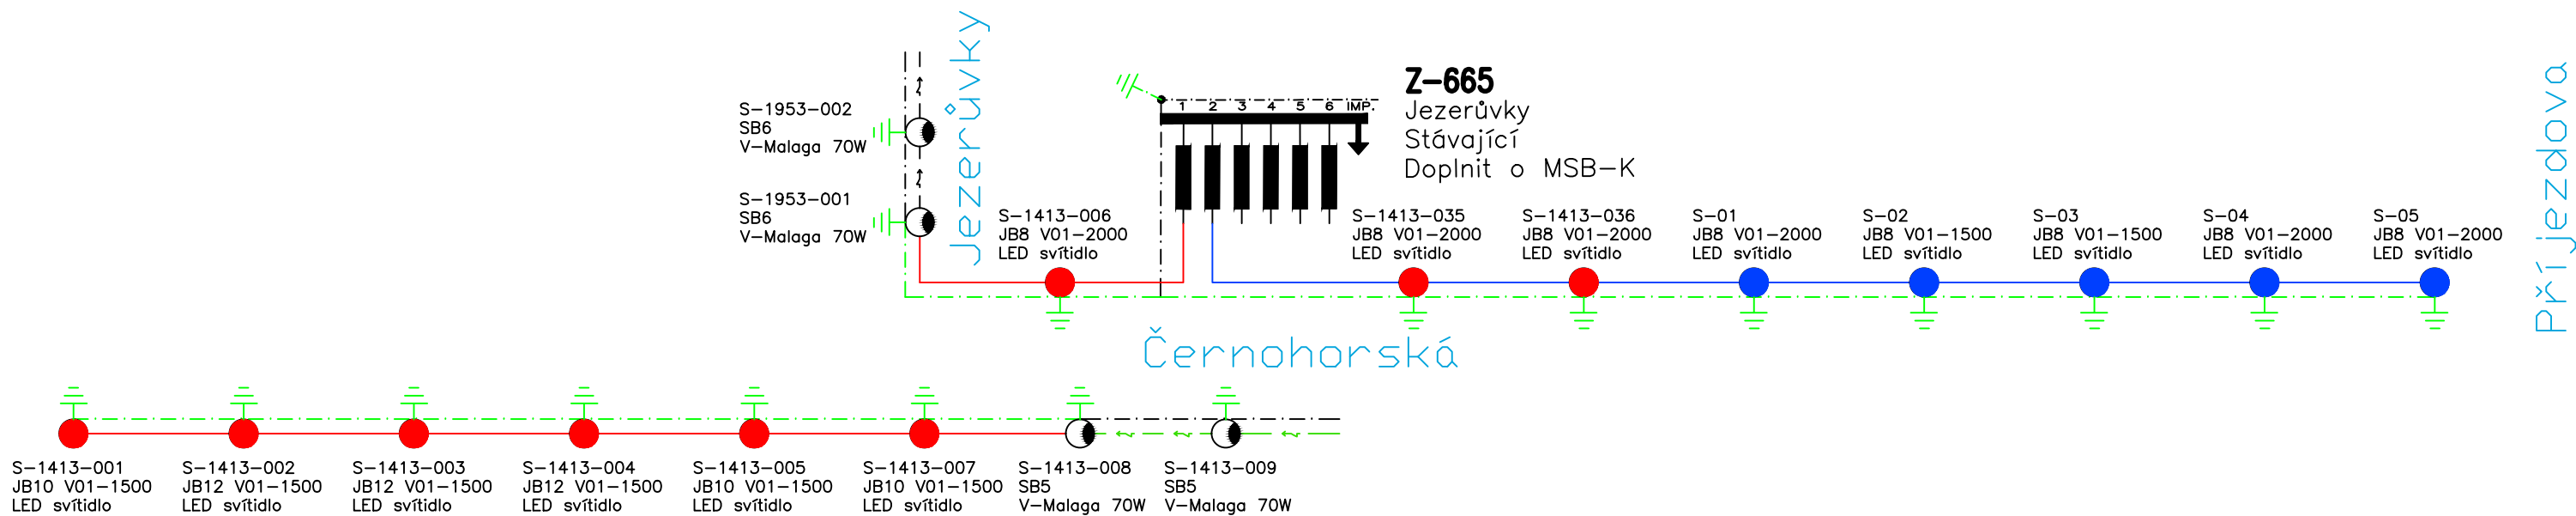 S-1953-002
SB6
V-Malaga 70W
S-1953-001
SB6
V-Malaga 70W
Jezerůvky
1 2 3 4 5 6 IMP.
Z-665
Jezerůvky
Stávající
Doplnit o MSB-K
S-1413-006
JB8 V01-2000
LED svítidlo
S-1413-035
JB8 V01-2000
LED svítidlo
S-1413-036
JB8 V01-2000
LED svítidlo
S-01
JB8 V01-2000
LED svítidlo
S-02
JB8 V01-1500
LED svítidlo
S-03
JB8 V01-1500
LED svítidlo
S-04
JB8 V01-2000
LED svítidlo
S-05
JB8 V01-2000
LED svítidlo
Příjezdova
Černohorská
S-1413-001
JB10 V01-1500
LED svítidlo
S-1413-002
JB12 V01-1500
LED svítidlo
S-1413-003
JB12 V01-1500
LED svítidlo
S-1413-004
JB12 V01-1500
LED svítidlo
S-1413-005
JB10 V01-1500
LED svítidlo
S-1413-007
JB10 V01-1500
LED svítidlo
S-1413-008
SB5
V-Malaga 70W
S-1413-009
SB5
V-Malaga 70W